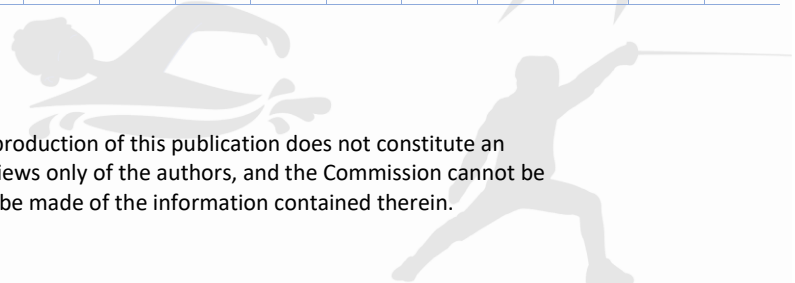 production of this publication does not constitute an
iews only of the authors, and the Commission cannot be
be made of the information contained therein.